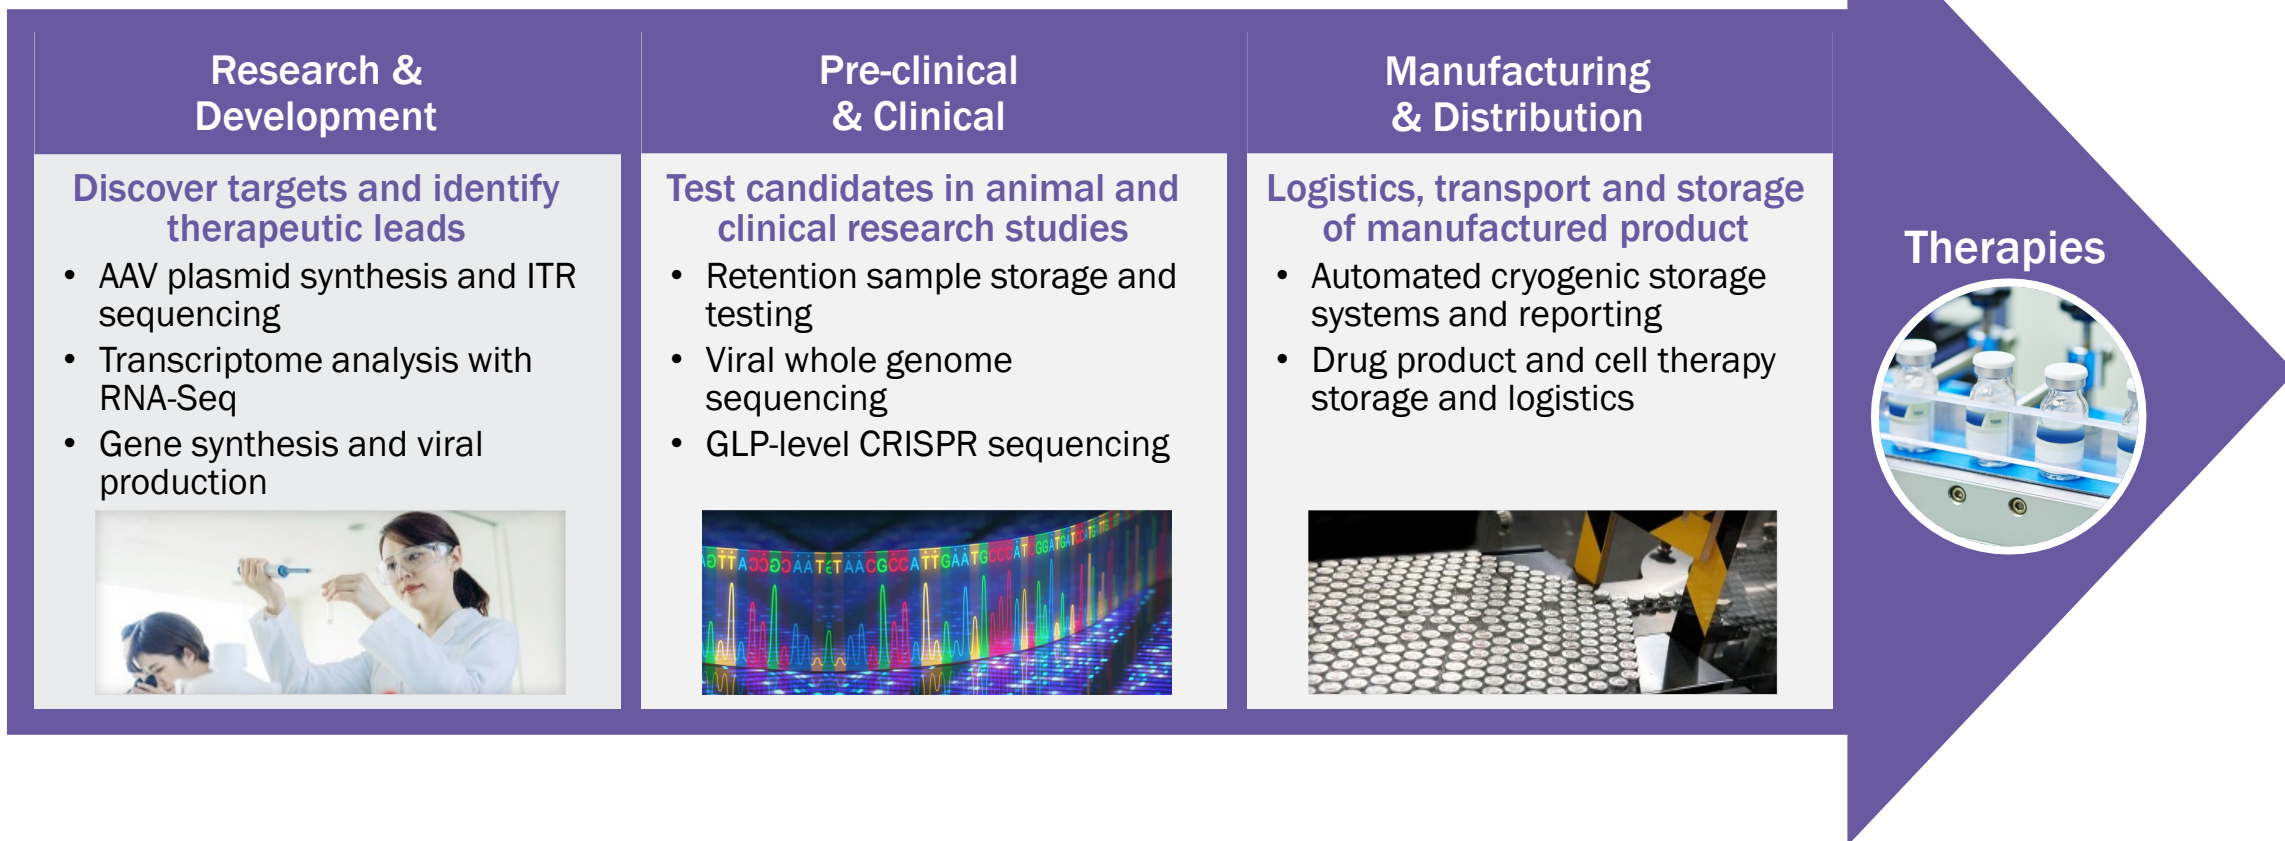 Research &
Development
Discover targets and identify
therapeutic leads
• AAV plasmid synthesis and ITR
sequencing
• Transcriptome analysis with
RNA-Seq
• Gene synthesis and viral
production
Pre-clinical
& Clinical
Test candidates in animal and
clinical research studies
• Retention sample storage and
testing
• Viral whole genome
sequencing
• GLP-level CRISPR sequencing
Manufacturing
& Distribution
Logistics, transport and storage
of manufactured product
• Automated cryogenic storage
systems and reporting
• Drug product and cell therapy
storage and logistics
Therapies